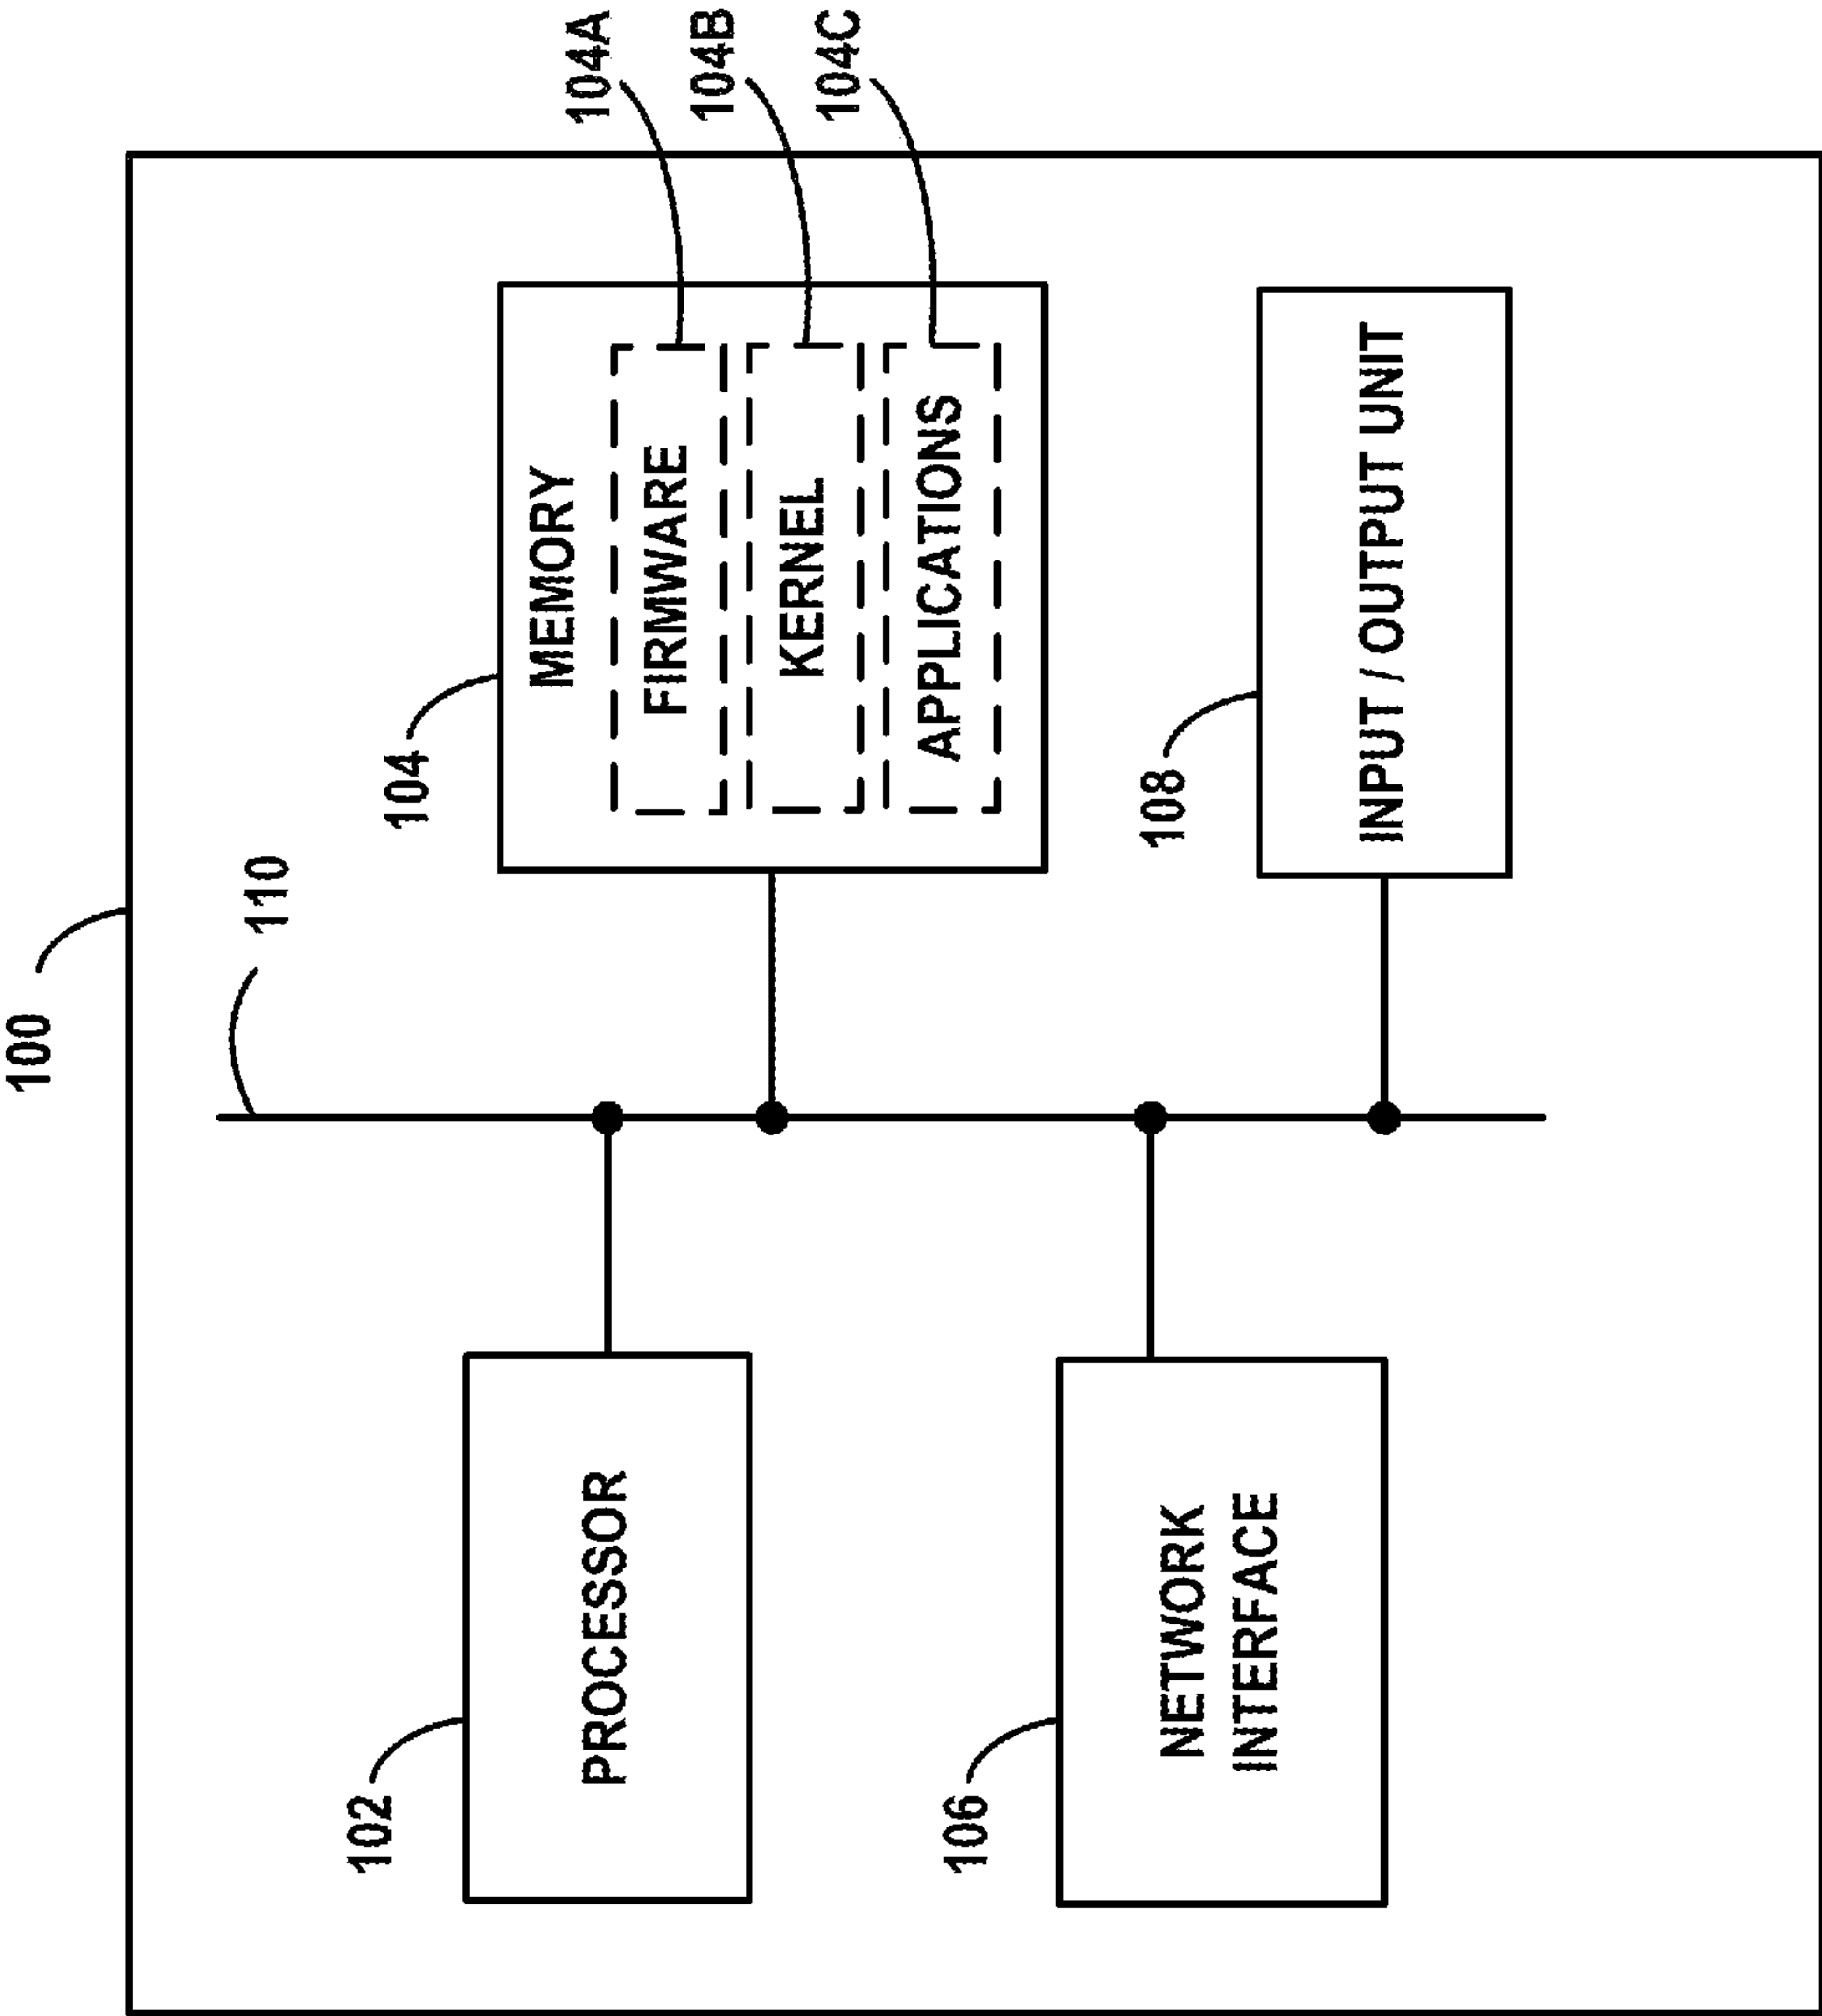 100
110
102
PROCESSOR
104
MEMORY
FIRMWARE
104A
KERNEL
104B
APPLICATIONS
104C
106
NETWORK
INTERFACE
108
INPUT / OUTPUT UNIT